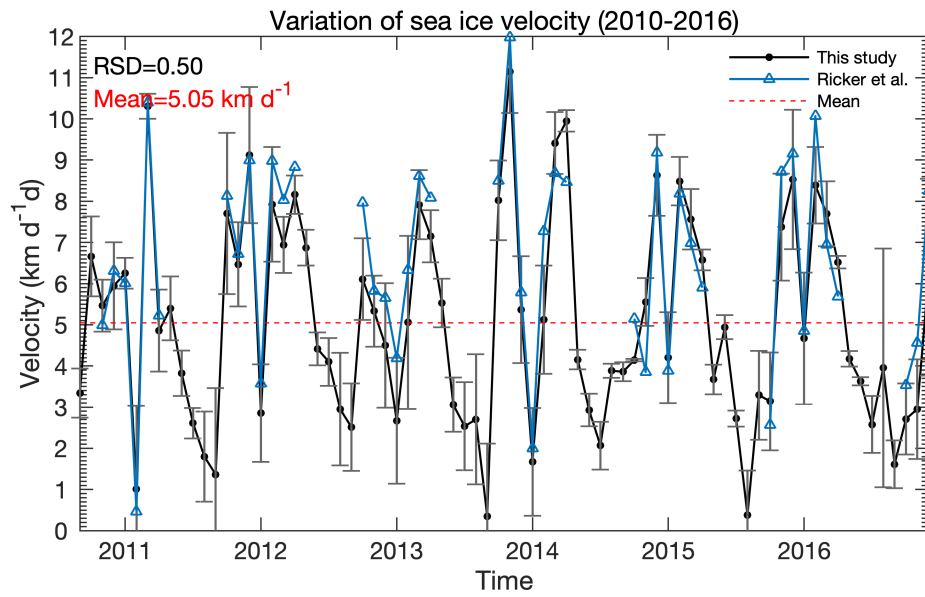 Variation of sea ice velocity (2010-2016)
RSD=0.50
Mean=5.05 km d⁻¹
This study
Ricker et al.
Mean
Velocity (km d⁻¹d)
12
11
10
9
8
7
6
5
4
3
2
1
0
2011 2012 2013 2014 2015 2016
Time